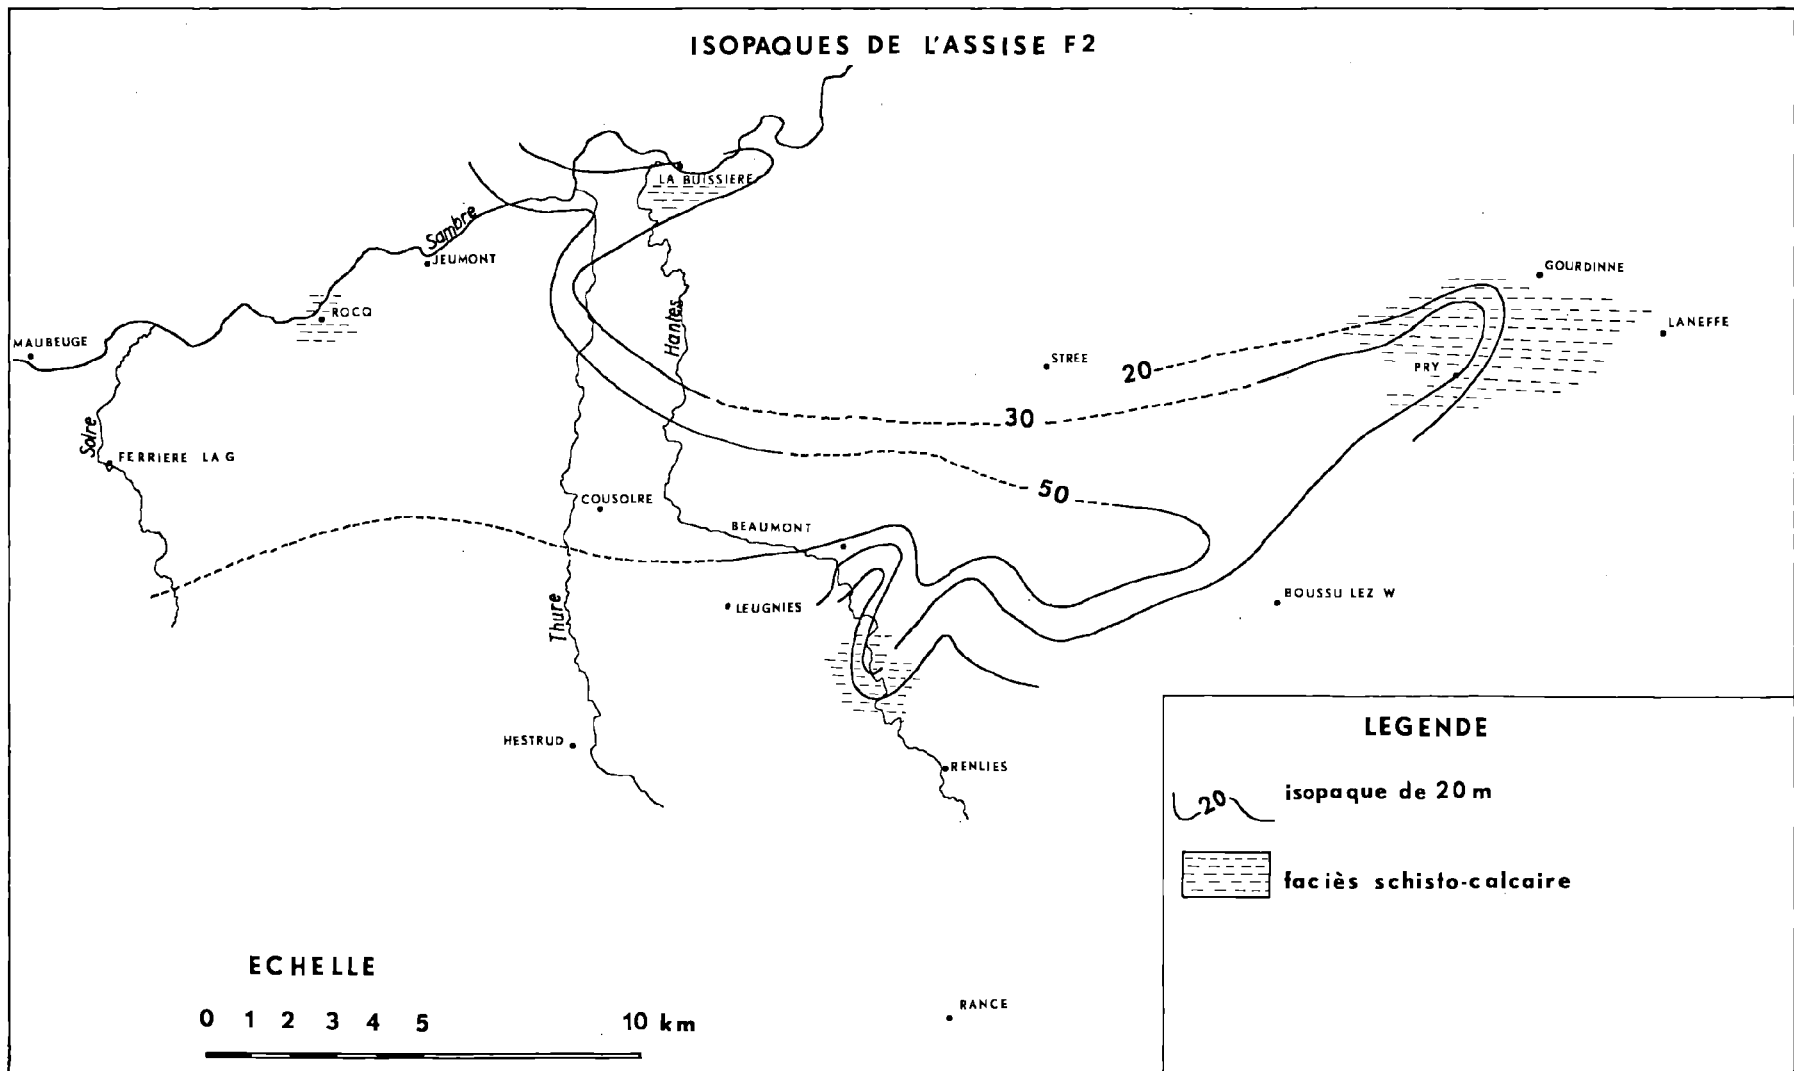 ISOPAQUES DE L'ASSISE F2
LA BUISSIERE
Sambre
JEUMONT
GOURDINNE
ROCQ
Hantes
LANEFFE
MAUBEUGE
STREE
20
PRY
30
Solre
FERRIERE LA G
50
COUSOLRE
BEAUMONT
LEUGNIES
BOUSSU LEZ W
Thure
HESTRUD
RENLIES
LEGENDE
20
isopaque de 20 m
faciès schisto-calcaire
ECHELLE
0 1 2 3 4 5 10 km
RANCE